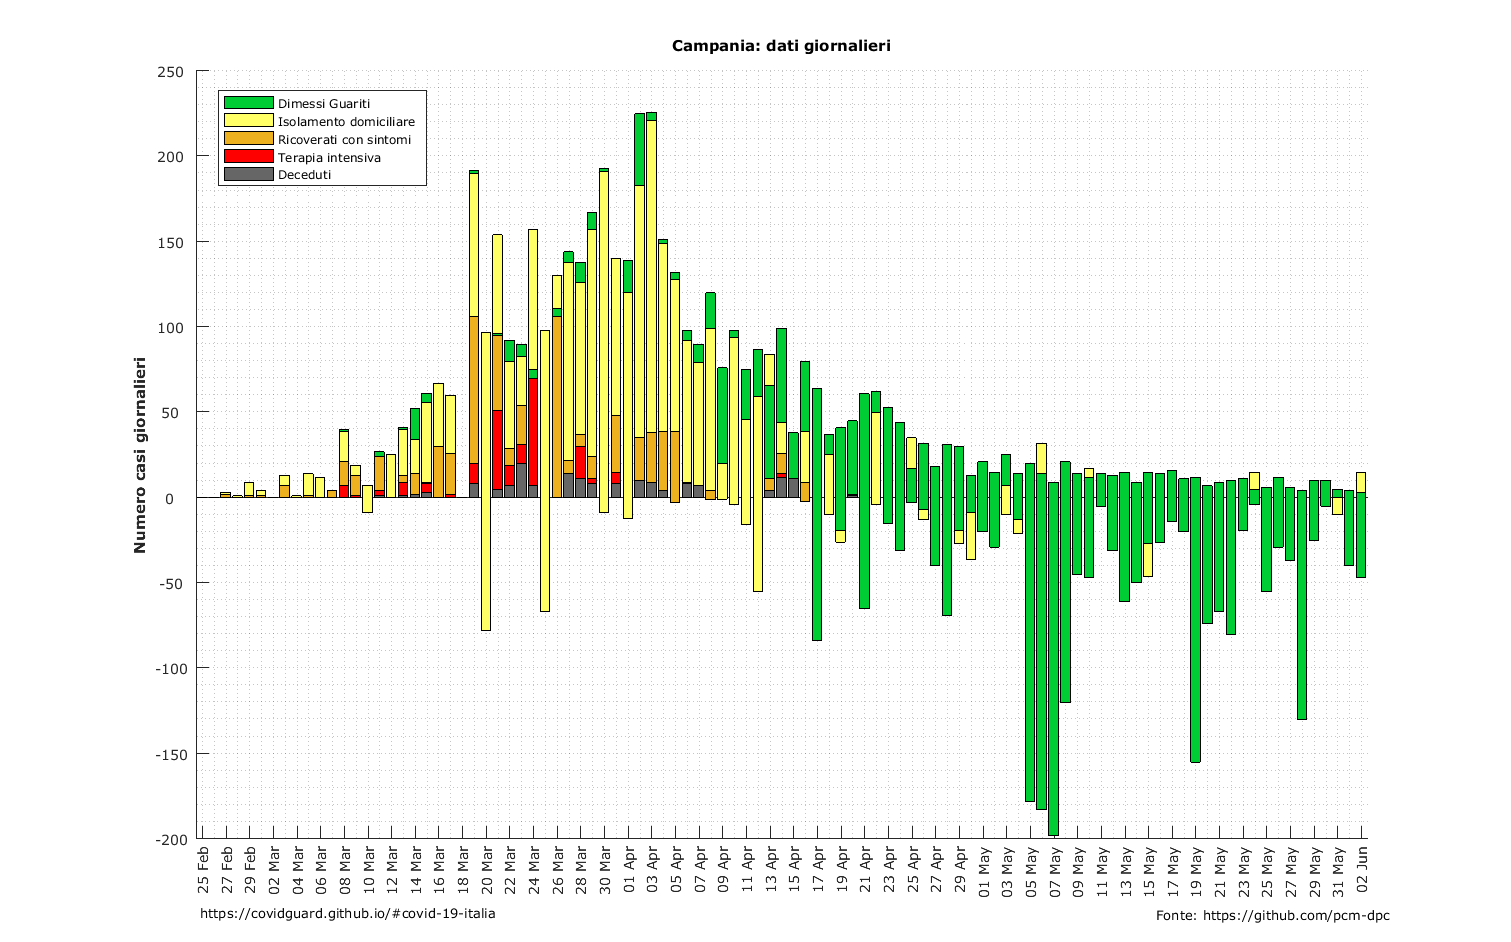 Campania: dati giornalieri
250
200
150
100
50
0
-50
-100
-150
-200
Numero casi giornalieri
Dimessi Guariti
Isolamento domiciliare
Ricoverati con sintomi
Terapia intensiva
Deceduti
25 Feb
27 Feb
29 Feb
02 Mar
04 Mar
06 Mar
08 Mar
10 Mar
12 Mar
14 Mar
16 Mar
18 Mar
20 Mar
22 Mar
24 Mar
26 Mar
28 Mar
30 Mar
01 Apr
03 Apr
05 Apr
07 Apr
09 Apr
11 Apr
13 Apr
15 Apr
17 Apr
19 Apr
21 Apr
23 Apr
25 Apr
27 Apr
29 Apr
01 May
03 May
05 May
07 May
09 May
11 May
13 May
15 May
17 May
19 May
21 May
23 May
25 May
27 May
29 May
31 May
02 Jun
https://covidguard.github.io/#covid-19-italia
Fonte: https://github.com/pcm-dpc